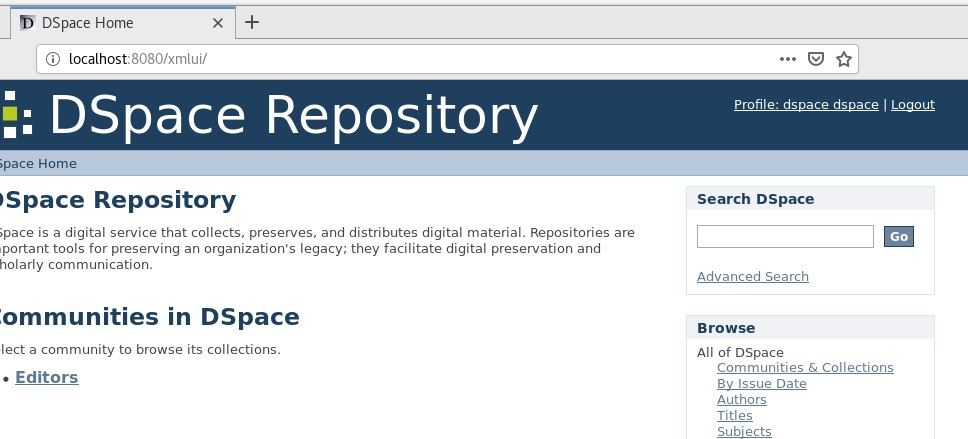 DSpace Home
localhost:8080/xmlui/
DSpace Repository
Profile: dspace dspace | Logout
Space Home
DSpace Repository
Space is a digital service that collects, preserves, and distributes digital material. Repositories are
portant tools for preserving an organization's legacy; they facilitate digital preservation and
holarly communication.
Communities in DSpace
lect a community to browse its collections.
• Editors
Search DSpace
Go
Advanced Search
Browse
All of DSpace
Communities & Collections
By Issue Date
Authors
Titles
Subjects